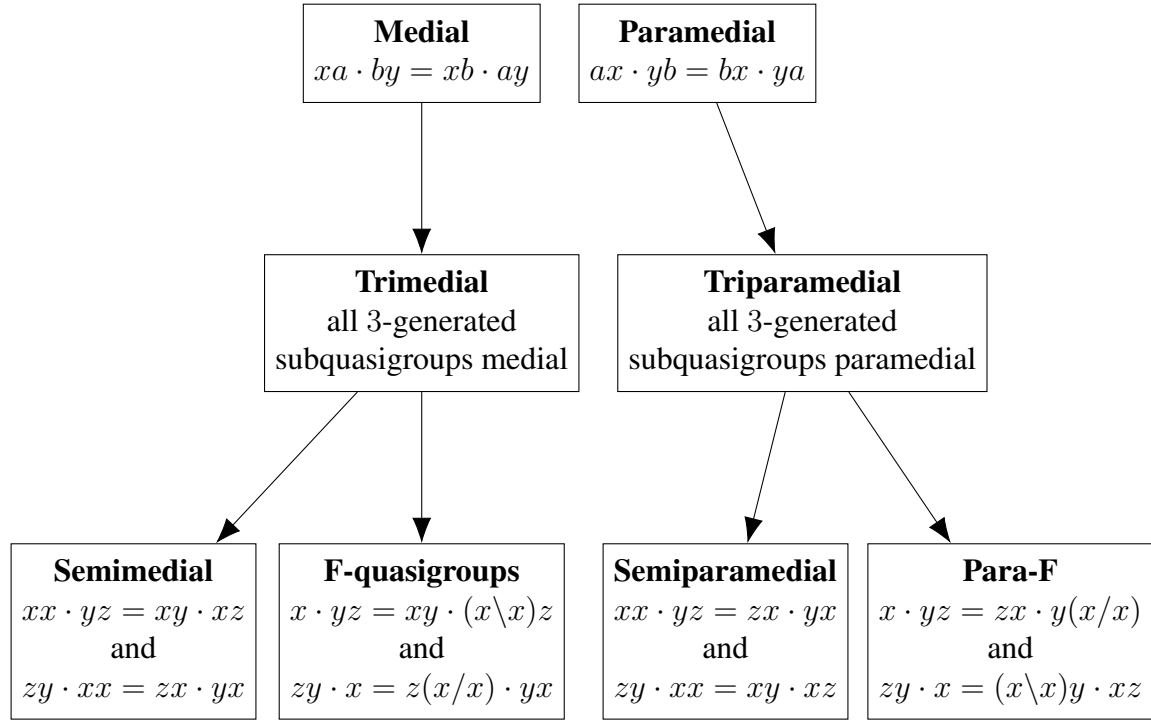 Medial
xa · by = xb · ay
Paramedial
ax · yb = bx · ya
Trimedial
all 3-generated
subquasigroups medial
Triparamedial
all 3-generated
subquasigroups paramedial
Semimedial
xx · yz = xy · xz
and
zy · xx = zx · yx
F-quasigroups
x · yz = xy · (x\x)z
and
zy · x = z(x/x) · yx
Semiparamedial
xx · yz = zx · yx
and
zy · xx = xy · xz
Para-F
x · yz = zx · y(x/x)
and
zy · x = (x\x)y · xz